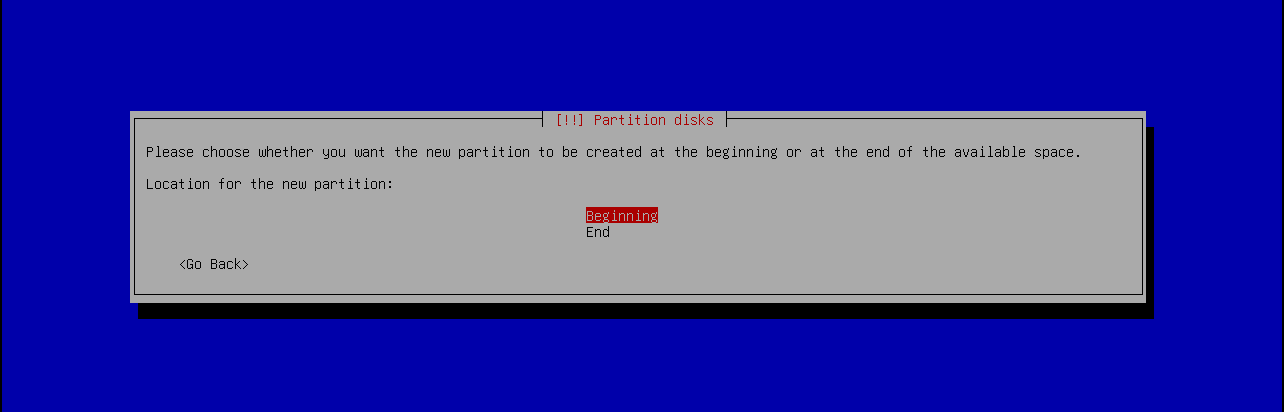 [!!] Partition disks
Please choose whether you want the new partition to be created at the beginning or at the end of the available space.
Location for the new partition:
Beginning
End
<Go Back>